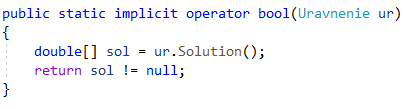 public static implicit operator bool(Uravnenie ur)
{
    double[] sol = ur.Solution();
    return sol != null;
}